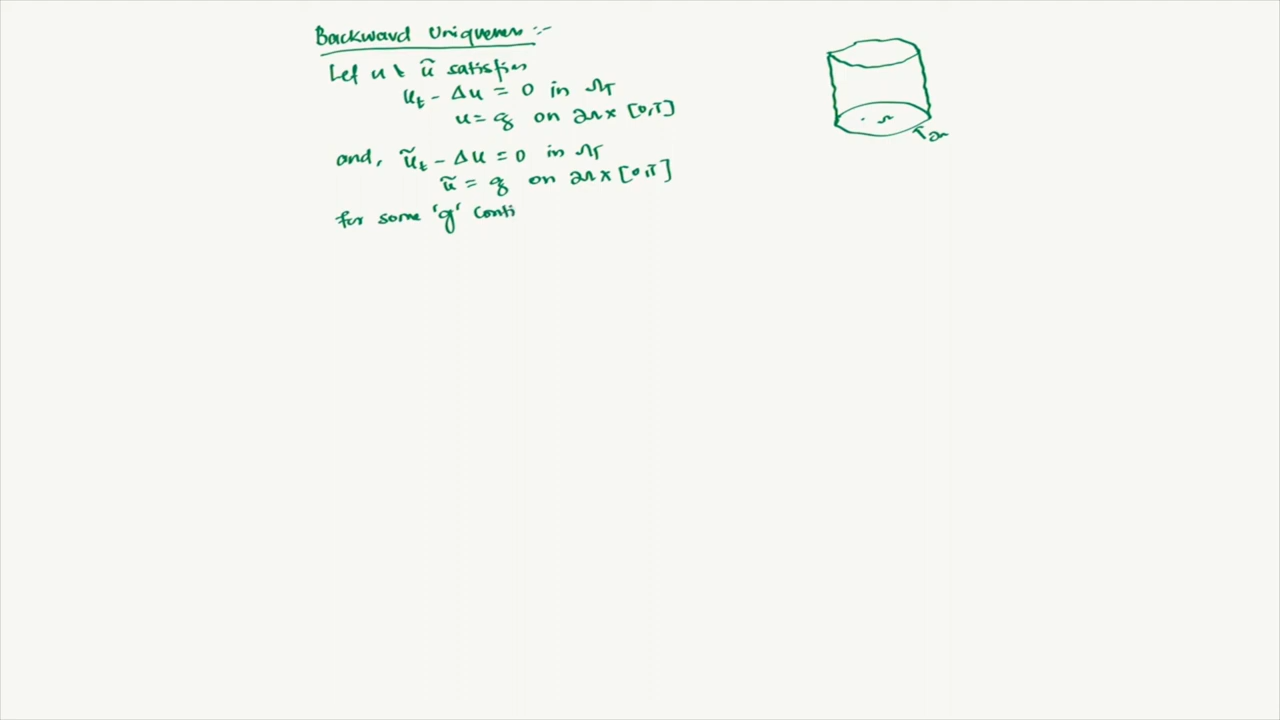 Backward Uniqueness :-
Let u & ũ satisfies
u_t - Δu = 0 in Ω_T
u = g on ∂Ω x [0,T]
and, ũ_t - Δu = 0 in Ω_T
ũ = g on ∂Ω x [0,T]
for some 'g' conti
Ω
∂Ω